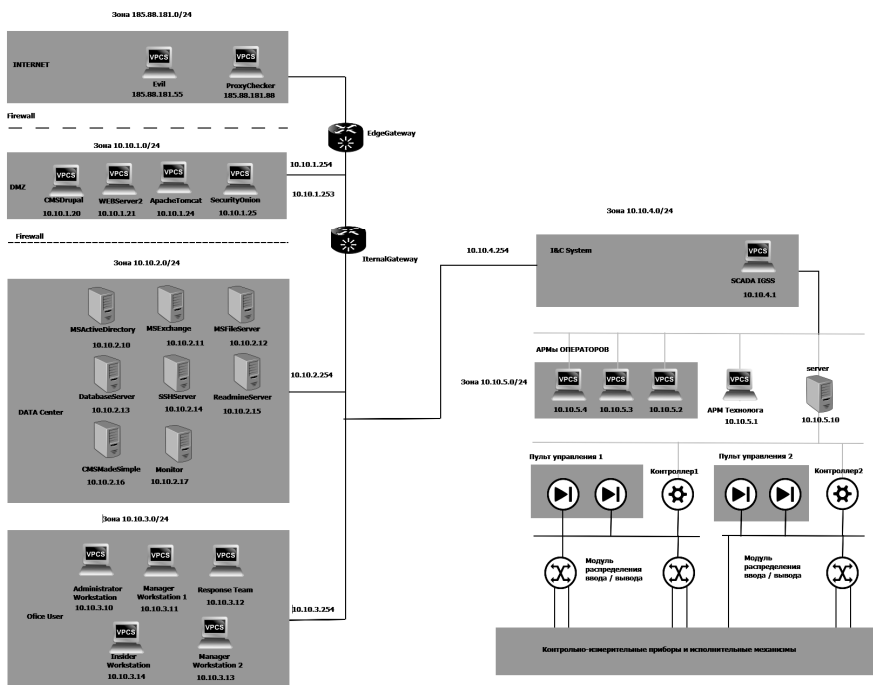 Зона 185.88.181.0/24
INTERNET
VPCS
VPCS
Evil
185.88.181.55
ProxyChecker
185.88.181.88
Firewall
EdgeGateway
Зона 10.10.1.0/24
10.10.1.254
DMZ
VPCS
VPCS
VPCS
VPCS
CMSDrupal
10.10.1.20
WEBServer2
10.10.1.21
ApacheTomcat
10.10.1.24
SecurityOnion
10.10.1.25
10.10.1.253
Firewall
IternalGateway
Зона 10.10.2.0/24
MSActiveDirectory
10.10.2.10
MSExchange
10.10.2.11
MSFileServer
10.10.2.12
10.10.2.254
DatabaseServer
10.10.2.13
SSHServer
10.10.2.14
ReadmineServer
10.10.2.15
DATA Center
CMSMadeSimple
10.10.2.16
Monitor
10.10.2.17
Зона 10.10.3.0/24
VPCS
VPCS
VPCS
Administrator
Workstation
10.10.3.10
Manager
Workstation 1
10.10.3.11
Response Team
10.10.3.12
10.10.3.254
Ofice User
VPCS
VPCS
Insider
Workstation
10.10.3.14
Manager
Workstation 2
10.10.3.13
Зона 10.10.4.0/24
10.10.4.254
I&C System
VPCS
SCADA IGSS
10.10.4.1
АРМы ОПЕРАТОРОВ
Зона 10.10.5.0/24
VPCS
VPCS
VPCS
VPCS
server
10.10.5.4
10.10.5.3
10.10.5.2
АРМ Технолога
10.10.5.1
10.10.5.10
Пульт управления 1
Контроллер1
Пульт управления 2
Контроллер2
Модуль
распределения
ввода / вывода
Модуль
распределения
ввода / вывода
Контрольно-измерительные приборы и исполнительные механизмы